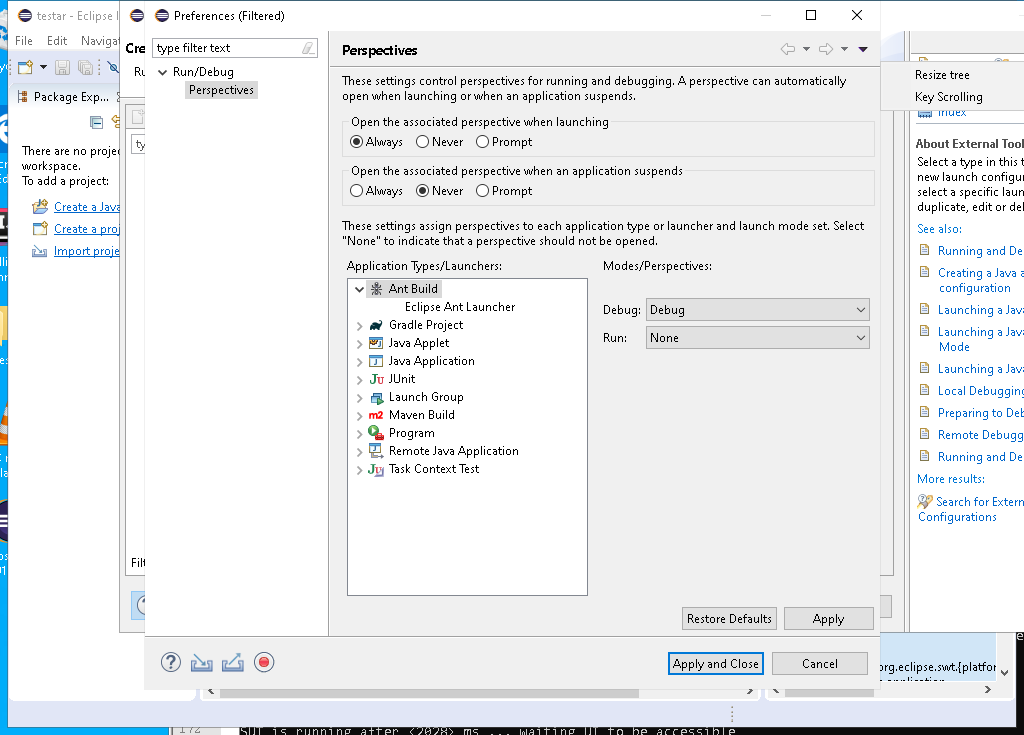 testar - Eclipse
File Edit Navigat
Package Exp...
There are no projec
workspace.
To add a project:
Create a Java
Create a proj
Import proje
Cre
Ru
ty
Filt
Preferences (Filtered)
type filter text
Run/Debug
Perspectives
Perspectives
These settings control perspectives for running and debugging. A perspective can automatically
open when launching or when an application suspends.
Open the associated perspective when launching
Always Never Prompt
Open the associated perspective when an application suspends
Always Never Prompt
These settings assign perspectives to each application type or launcher and launch mode set. Select
"None" to indicate that a perspective should not be opened.
Application Types/Launchers:
Ant Build
Eclipse Ant Launcher
Gradle Project
Java Applet
Java Application
JUnit
Launch Group
Maven Build
Program
Remote Java Application
Task Context Test
Modes/Perspectives:
Debug: Debug
Run: None
Restore Defaults Apply
Apply and Close Cancel
Resize tree
Key Scrolling
Index
About External Tool
Select a type in this t
new launch configur
select a specific laun
duplicate, edit or del
See also:
Running and De
Creating a Java a
configuration
Launching a Java
Launching a Java
Mode
Launching a Java
Local Debugging
Preparing to Deb
Remote Debugg
Running and De
More results:
Search for Extern
Configurations
org.eclipse.swt.{platfor
application
172
SUT is running after <2028> ms ... waiting UI to be accessible